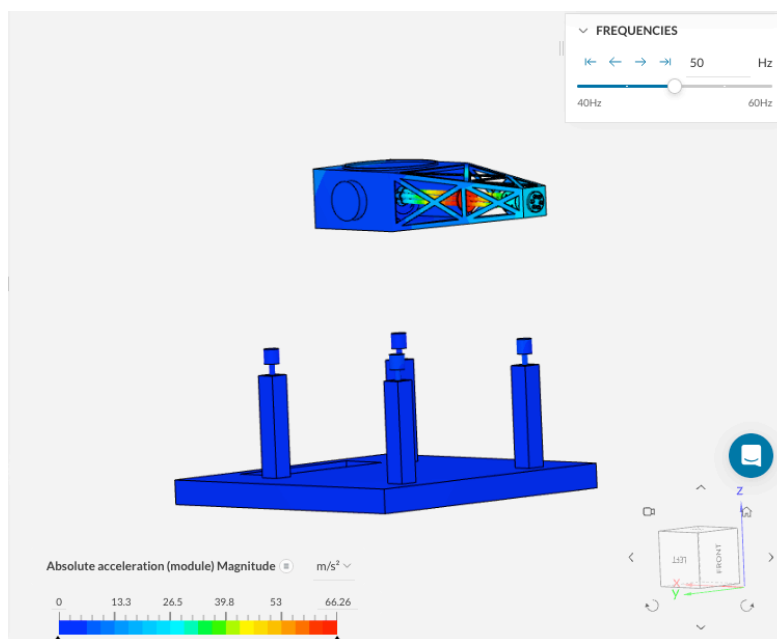 FREQUENCIES
50 Hz
40Hz 60Hz
Z
LEFT FRONT
X
Y
Absolute acceleration (module) Magnitude m/s²
0 13.3 26.5 39.8 53 66.26